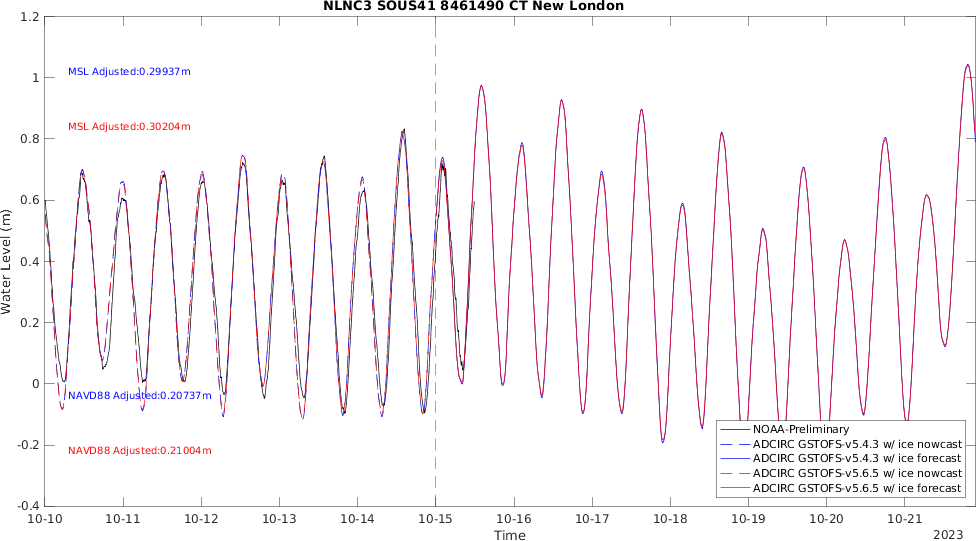 NLNC3 SOUS41 8461490 CT New London
1.2
1
0.8
0.6
0.4
0.2
0
-0.2
-0.4
Water Level (m)
MSL Adjusted:0.29937m
MSL Adjusted:0.30204m
NAVD88 Adjusted:0.20737m
NAVD88 Adjusted:0.21004m
NOAA-Preliminary
ADCIRC GSTOFS-v5.4.3 w/ ice nowcast
ADCIRC GSTOFS-v5.4.3 w/ ice forecast
ADCIRC GSTOFS-v5.6.5 w/ ice nowcast
ADCIRC GSTOFS-v5.6.5 w/ ice forecast
10-10 10-11 10-12 10-13 10-14 10-15 10-16 10-17 10-18 10-19 10-20 10-21
Time
2023